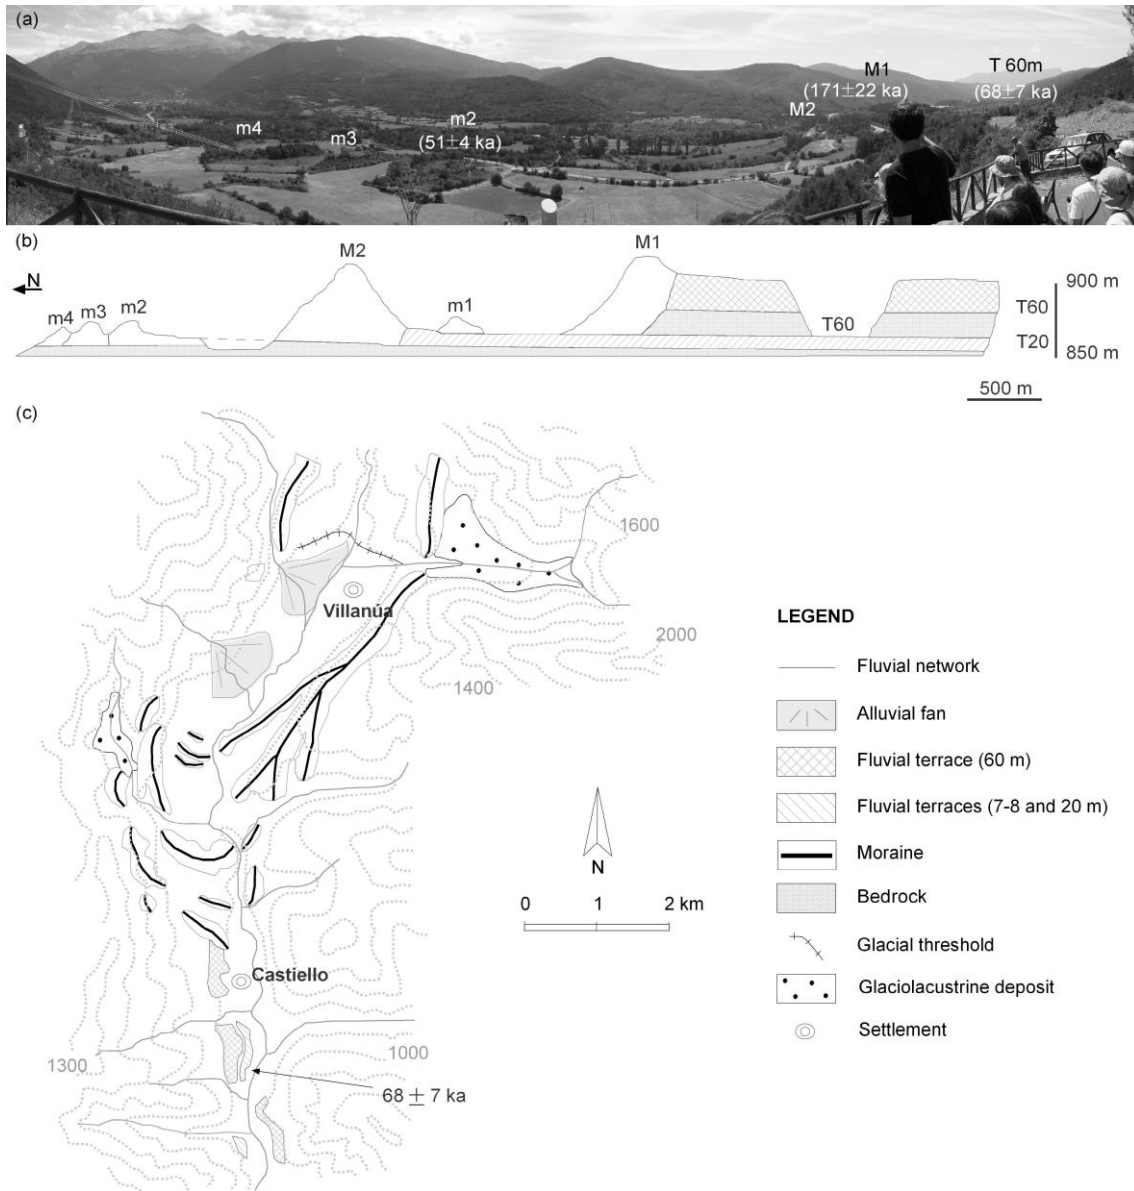 (a)
M1
T 60m
(171±22 ka)
(68±7 ka)
M2
m4
m3
m2
(51±4 ka)
(b)
M2
M1
N
m4
m3
m2
m1
900 m
T60
T60
T20
850 m
500 m
(c)
1600
Villanúa
2000
1400
LEGEND
Fluvial network
Alluvial fan
Fluvial terrace (60 m)
Fluvial terraces (7-8 and 20 m)
Moraine
Bedrock
Glacial threshold
Glaciolacustrine deposit
Settlement
N
0 1 2 km
Castiello
1300
1000
68 ± 7 ka